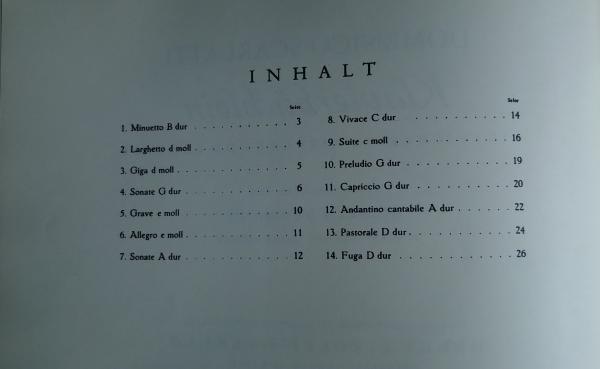 INHALT
Seite
1. Minuetto B dur . . . . . . . . . . . 3
2. Larghetto d moll . . . . . . . . . . . 4
3. Giga d moll . . . . . . . . . . . . 5
4. Sonate G dur . . . . . . . . . . . 6
5. Grave e moll . . . . . . . . . . . 10
6. Allegro e moll . . . . . . . . . . . 11
7. Sonate A dur . . . . . . . . . . . 12
Seite
8. Vivace C dur . . . . . . . . . . 14
9. Suite c moll . . . . . . . . . . . 16
10. Preludio G dur . . . . . . . . . . 19
11. Capriccio G dur . . . . . . . . . 20
12. Andantino cantabile A dur . . . . . . 22
13. Pastorale D dur . . . . . . . . . . 24
14. Fuga D dur . . . . . . . . . . . 26